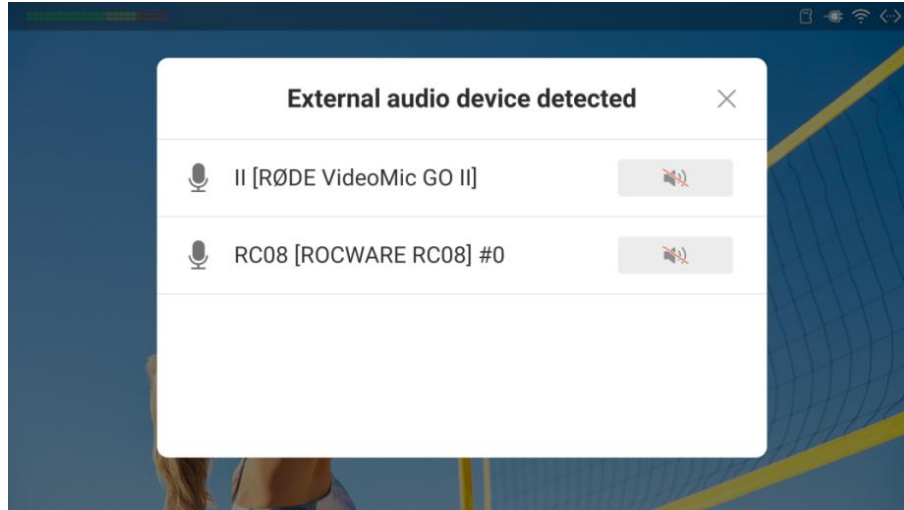 External audio device detected
II [RØDE VideoMic GO II]
RC08 [ROCWARE RC08] #0